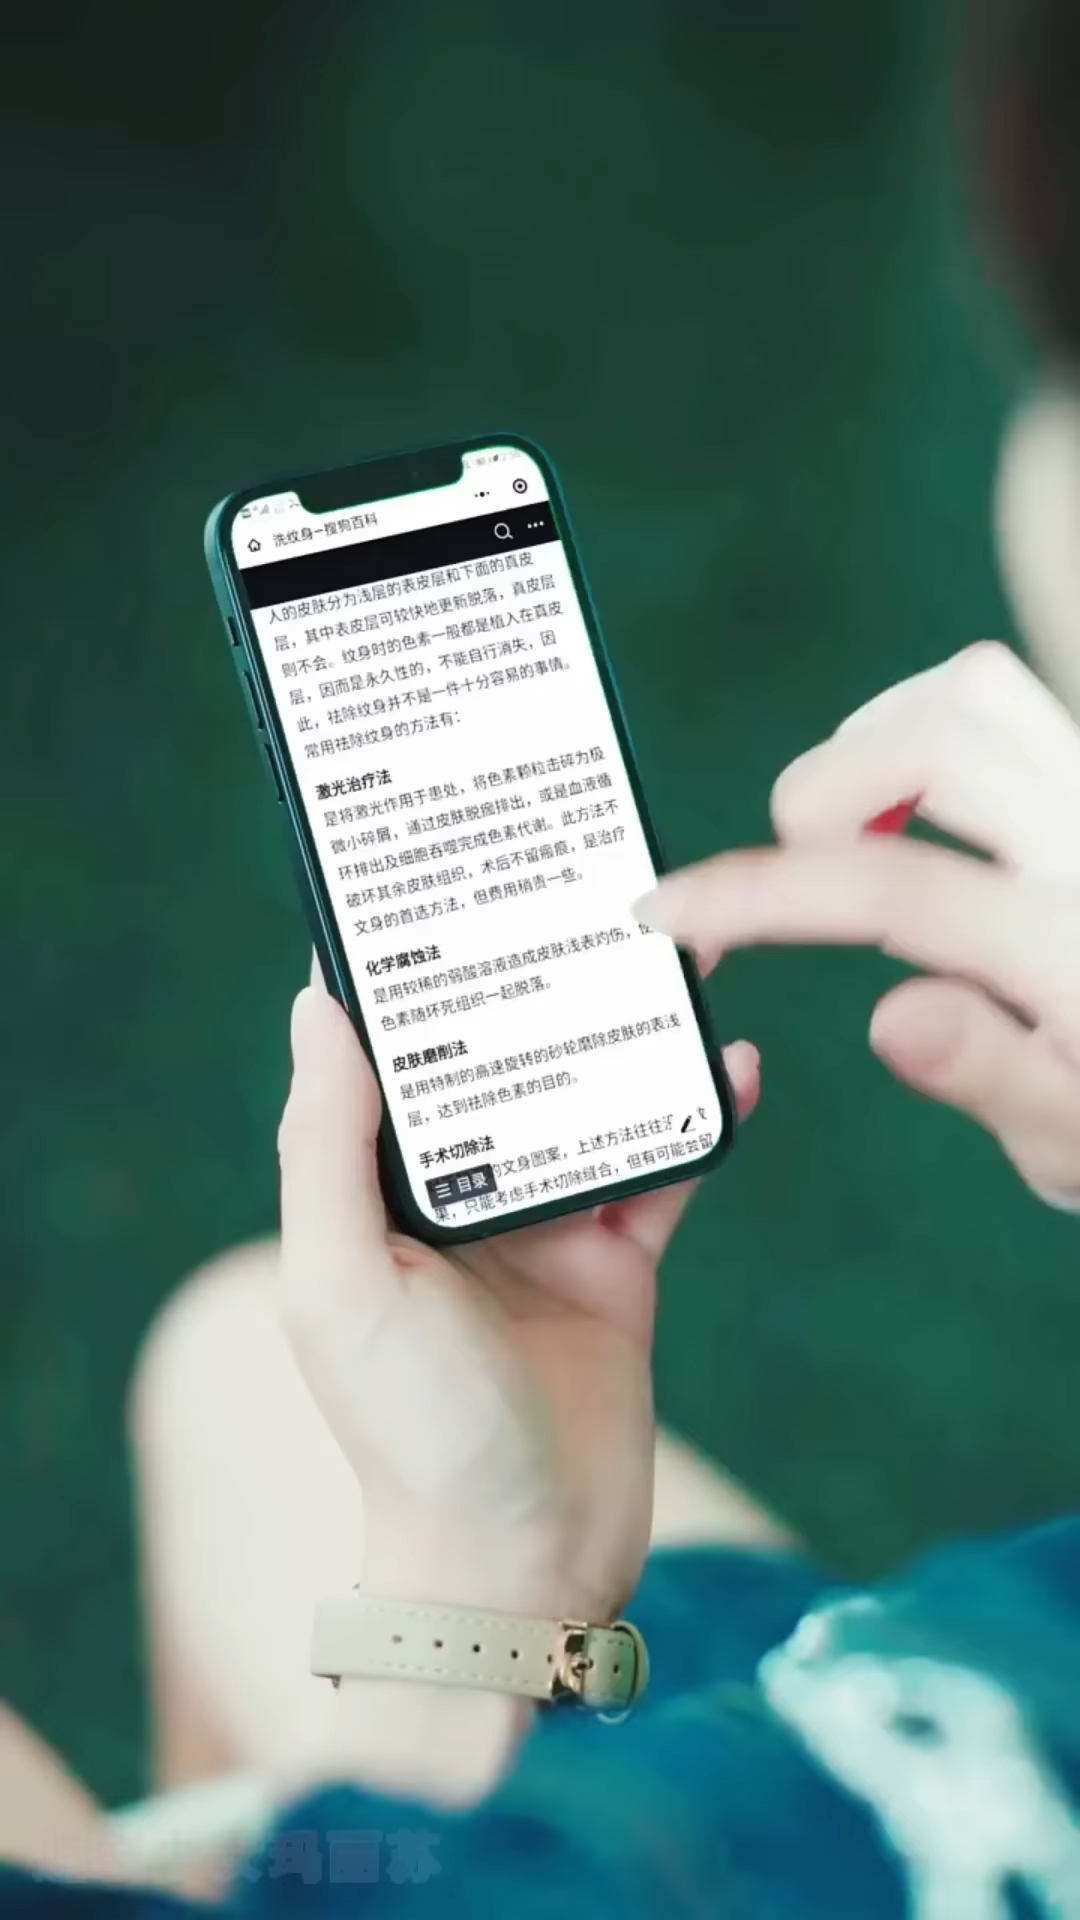 洗纹身-搜狗百科
人的皮肤分为浅层的表皮层和下面的真皮
层，其中表皮层可较快地更新脱落，真皮层
则不会。纹身时的色素一般都是植入在真皮
层，因而是永久性的，不能自行消失，因
此，祛除纹身并不是一件十分容易的事情。
常用祛除纹身的方法有：
激光治疗法
是将激光作用于患处，将色素颗粒击碎为极
微小碎屑，通过皮肤脱痂排出，或是血液循
环排出及细胞吞噬完成色素代谢。此方法不
破坏其余皮肤组织，术后不留瘢痕，是治疗
文身的首选方法，但费用稍贵一些。
化学腐蚀法
是用较稀的弱酸溶液造成皮肤浅表灼伤，使
色素随坏死组织一起脱落。
皮肤磨削法
是用特制的高速旋转的砂轮磨除皮肤的表浅
层，达到祛除色素的目的。
手术切除法
的文身图案，上述方法往往
果，只能考虑手术切除缝合，但有可能会留
目录
玛丽苏